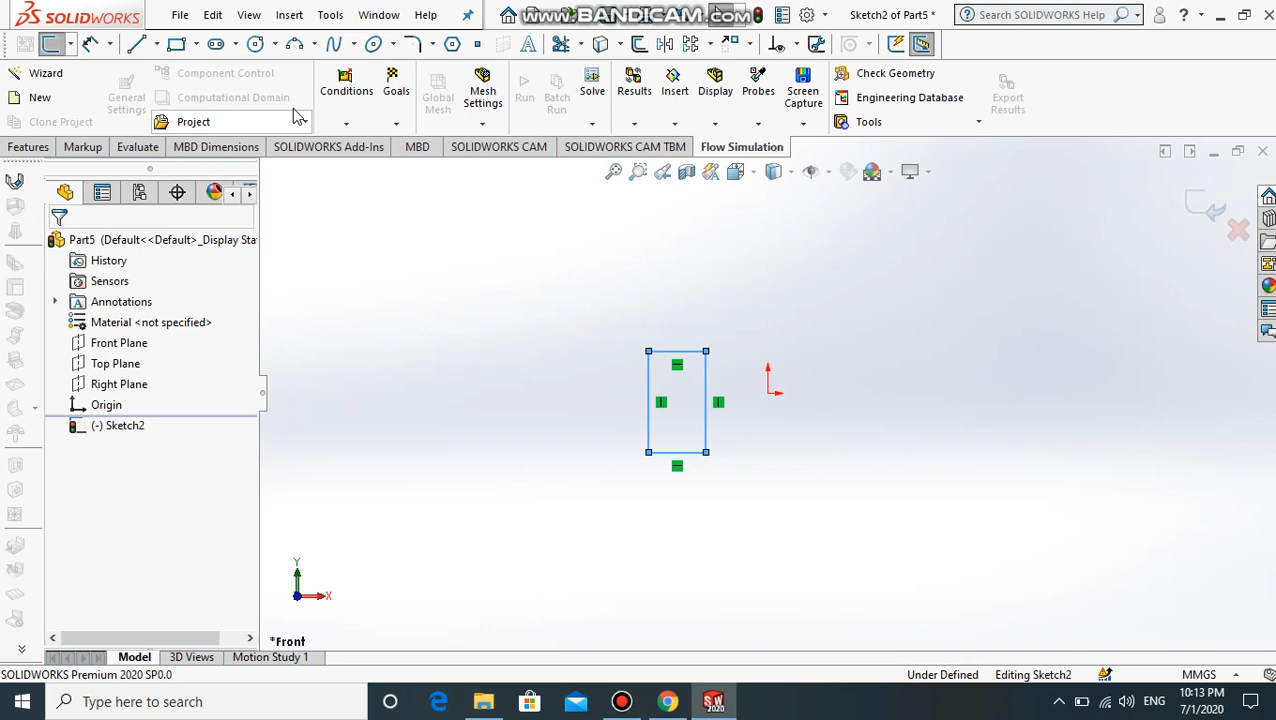 SOLIDWORKS
File Edit View Insert Tools Window Help
www.BANDICAM.com
Sketch2 of Part5 *
Search SOLIDWORKS Help
Wizard
New
Clone Project
General Settings
Component Control
Computational Domain
Project
Conditions
Goals
Global Mesh
Mesh Settings
Run
Batch Run
Solve
Results
Insert
Display
Probes
Screen Capture
Check Geometry
Engineering Database
Tools
Export Results
Features Markup Evaluate MBD Dimensions SOLIDWORKS Add-Ins MBD SOLIDWORKS CAM SOLIDWORKS CAM TBM Flow Simulation
Part5 (Default<<Default>_Display Sta
History
Sensors
Annotations
Material <not specified>
Front Plane
Top Plane
Right Plane
Origin
(-) Sketch2
Y
X
*Front
Model 3D Views Motion Study 1
SOLIDWORKS Premium 2020 SP0.0
Under Defined Editing Sketch2 MMGS
Type here to search
SW
2020
ENG
10:13 PM
7/1/2020